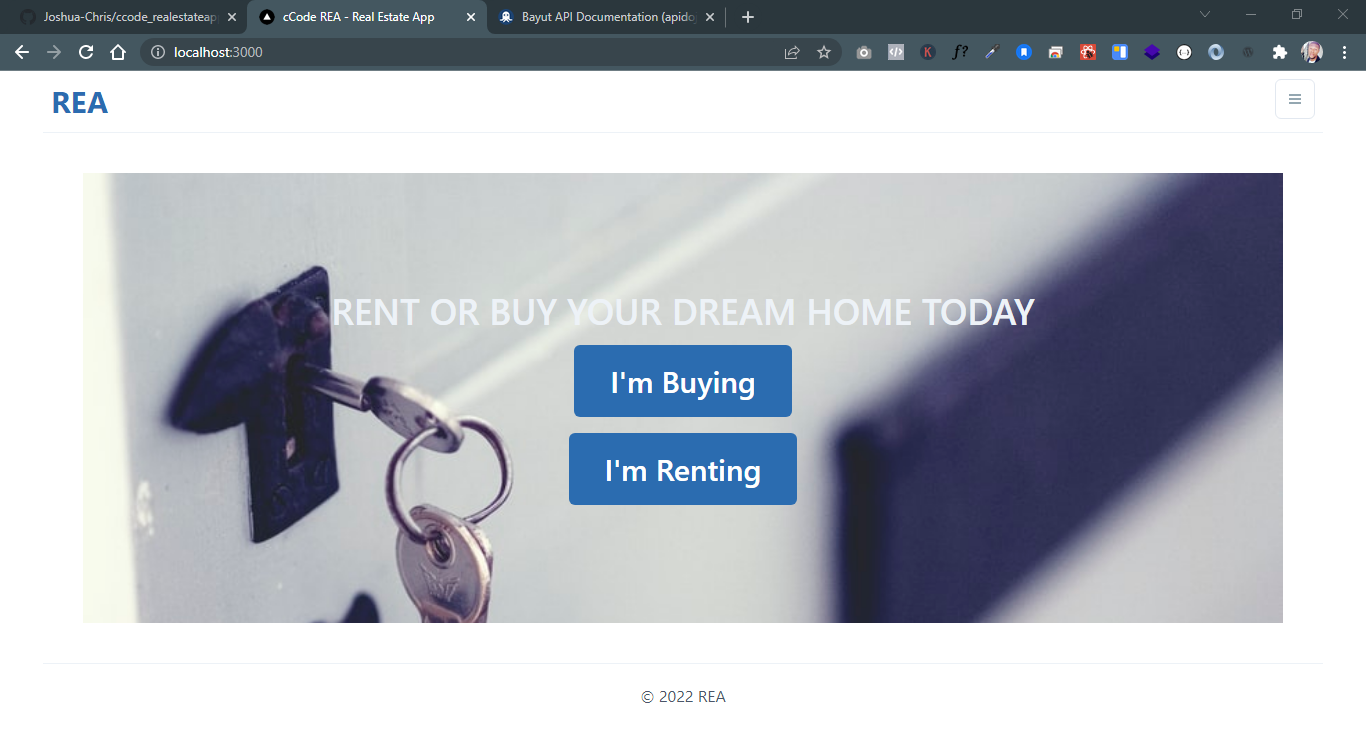 Joshua-Chris/ccode_realestateap
cCode REA - Real Estate App
Bayut API Documentation (apido
localhost:3000
REA
RENT OR BUY YOUR DREAM HOME TODAY
I'm Buying
I'm Renting
© 2022 REA